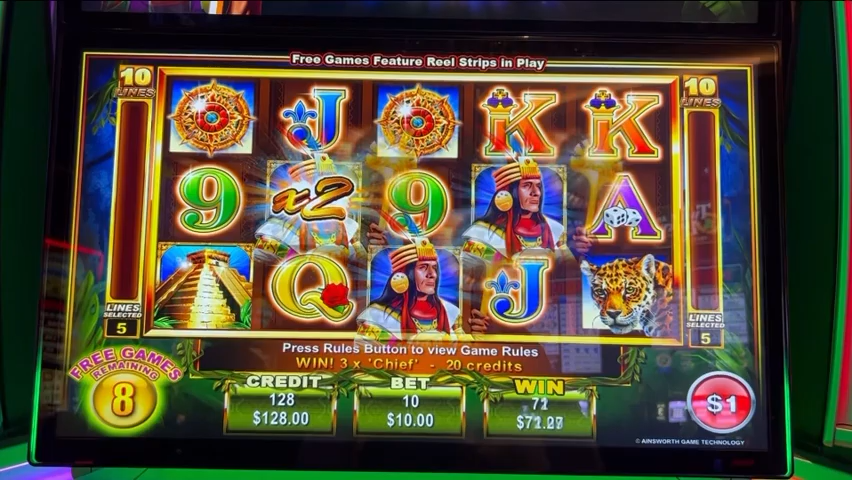 Free Games Feature Reel Strips in Play
10
LINES
10
LINES
J
K
K
9
x2
9
A
Q
J
LINES
SELECTED
5
LINES
SELECTED
5
Press Rules Button to view Game Rules
WIN! 3 x 'Chief' - 20 credits
FREE GAMES
REMAINING
8
CREDIT
128
$128.00
BET
10
$10.00
WIN
$1
© AINSWORTH GAME TECHNOLOGY